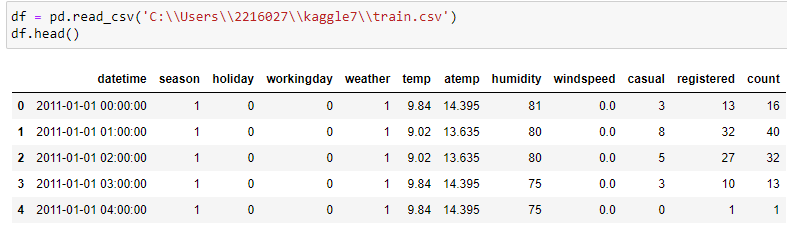 df = pd.read_csv('C:\\Users\\2216027\\kaggle7\\train.csv')
df.head()
datetime season holiday workingday weather temp atemp humidity windspeed casual registered count
0 2011-01-01 00:00:00 1 0 0 1 9.84 14.395 81 0.0 3 13 16
1 2011-01-01 01:00:00 1 0 0 1 9.02 13.635 80 0.0 8 32 40
2 2011-01-01 02:00:00 1 0 0 1 9.02 13.635 80 0.0 5 27 32
3 2011-01-01 03:00:00 1 0 0 1 9.84 14.395 75 0.0 3 10 13
4 2011-01-01 04:00:00 1 0 0 1 9.84 14.395 75 0.0 0 1 1